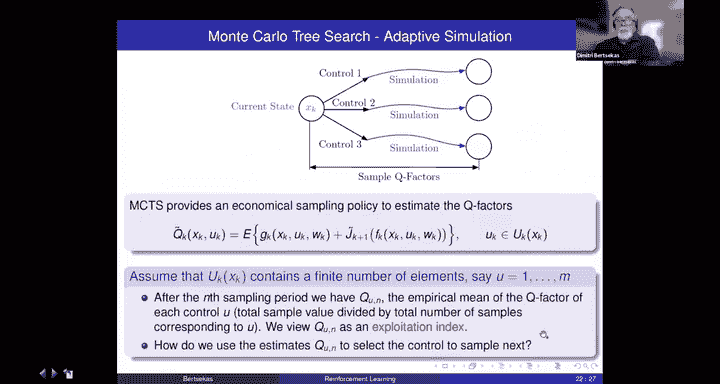 Monte Carlo Tree Search - Adaptive Simulation
Dimitri Bertsekas
Control 1
Simulation
Current State
x_k
Control 2
Simulation
Control 3
Simulation
Sample Q-Factors
MCTS provides an economical sampling policy to estimate the Q-factors
Q̃_k(x_k, u_k) = E{g_k(x_k, u_k, w_k) + J̃_{k+1}(f_k(x_k, u_k, w_k))}, u_k ∈ U_k(x_k)
Assume that U_k(x_k) contains a finite number of elements, say u = 1, . . . , m
After the nth sampling period we have Q_{u,n}, the empirical mean of the Q-factor of
each control u (total sample value divided by total number of samples
corresponding to u). We view Q_{u,n} as an exploitation index.
How do we use the estimates Q_{u,n} to select the control to sample next?
Bertsekas Reinforcement Learning 22 / 27